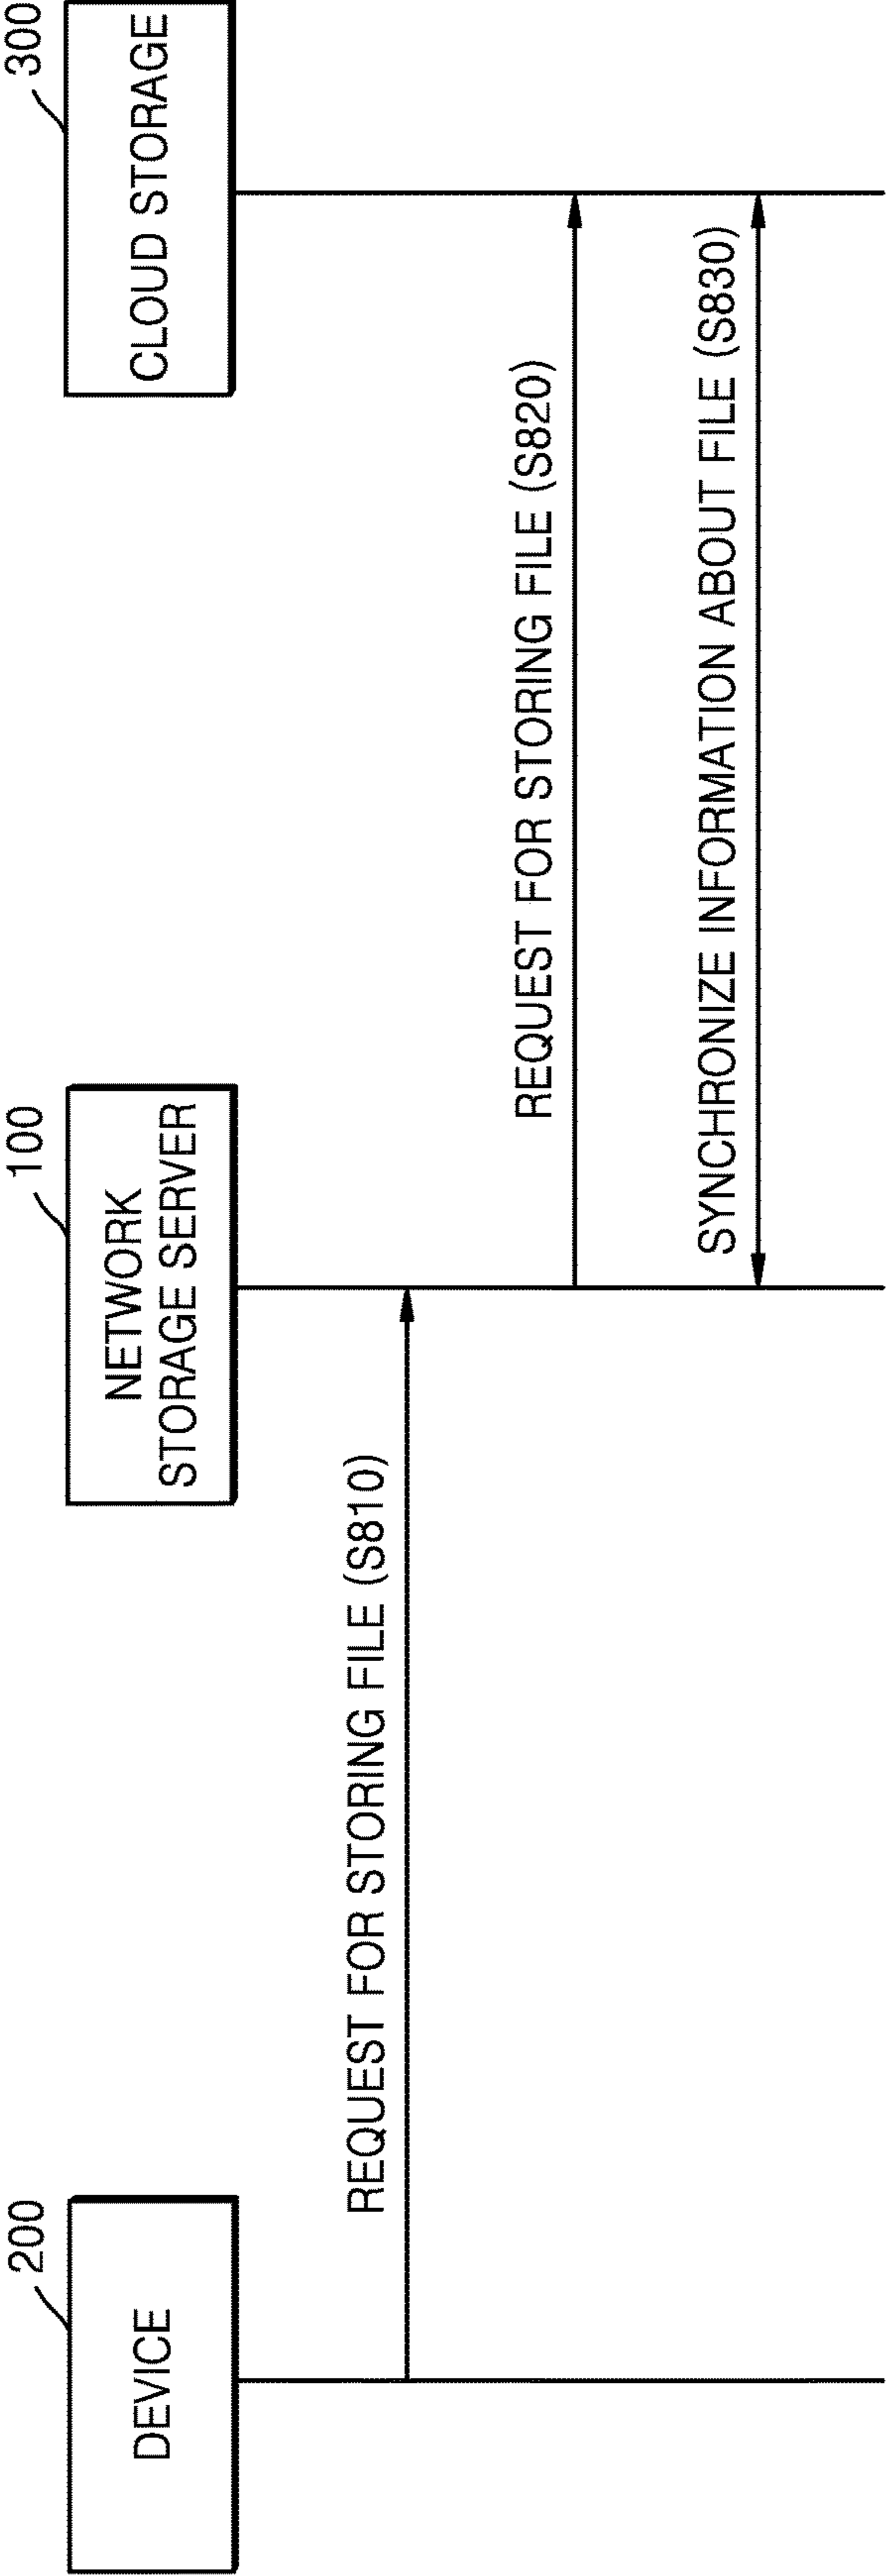 200
DEVICE
100
NETWORK
STORAGE SERVER
300
CLOUD STORAGE
REQUEST FOR STORING FILE (S810)
REQUEST FOR STORING FILE (S820)
SYNCHRONIZE INFORMATION ABOUT FILE (S830)